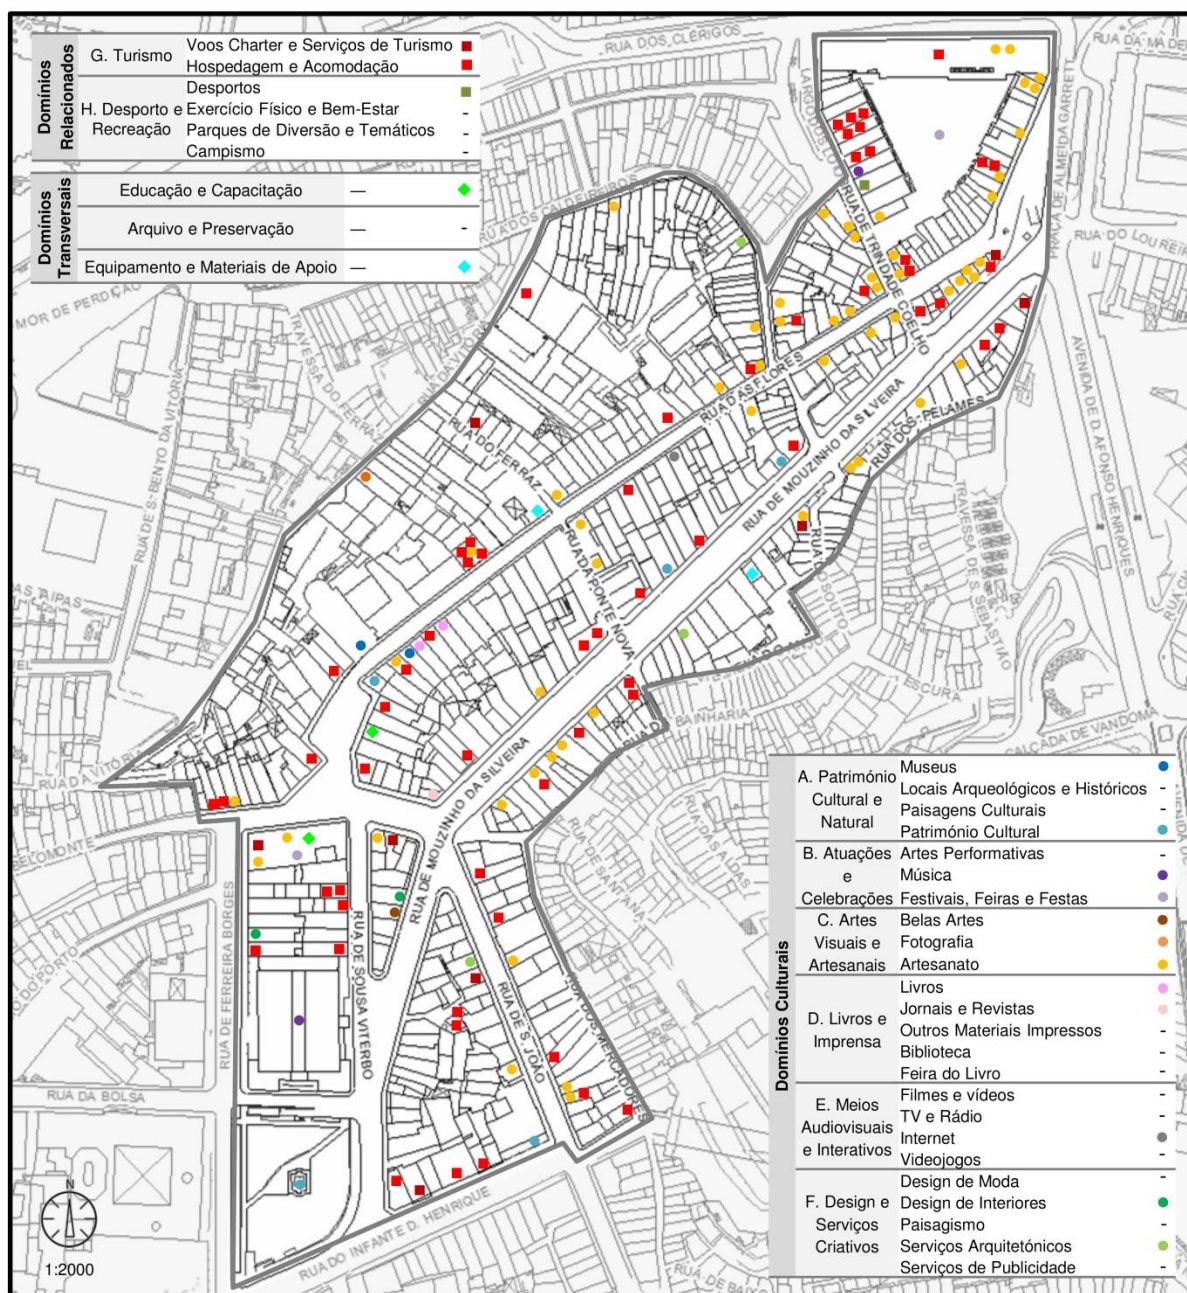 RUA DOS CLÉRIGOS
RUA DA MADE
LARGO DOS LÓIOS
PRAÇA DE ALMEIDA GARRETT
Domínios Relacionados
G. Turismo
Voos Charter e Serviços de Turismo
Hospedagem e Acomodação
H. Desporto e Recreação
Desportos
Exercício Físico e Bem-Estar -
Parques de Diversão e Temáticos -
Campismo -
Domínios Transversais
Educação e Capacitação —
Arquivo e Preservação — -
Equipamento e Materiais de Apoio —
RUA DOS CALDEIREIROS
RUA DE TRINDADE COELHO
RUA DO LOUREIR
MOR DE PERDIÇÃO
TRAVESSA DO FERRAZ
RUA DE S. BENTO DA VITÓRIA
RUA DAS FLORES
RUA DO FERRAZ
RUA DE MOUZINHO DA SILVEIRA
RUA DOS PELAMES
AVENIDA DE D. AFONSO HENRIQUES
TRAVESSA DE S. SEBASTIÃO
AS TAIPAS
RUA DA PONTE NOVA
UEL
ESCURA
BAINHARIA
CALÇADA DE VANDOMA
RUA DA VITÓRIA
RUA DE MOUZINHO DA SILVEIRA
BELOMONTE
RUA DAS ALDAS
RUA DE SANTANA
RUA DE FERREIRA BORGES
RUA DE SOUSA VITERBO
RUA DE S. JOÃO
RUA DOS MERCADORES
RUA DA BOLSA
RUA DO INFANTE D. HENRIQUE
N
1:2000
Domínios Culturais
A. Património Cultural e Natural
Museus
Locais Arqueológicos e Históricos -
Paisagens Culturais -
Património Cultural
B. Atuações e Celebrações
Artes Performativas -
Música
Festivais, Feiras e Festas
C. Artes Visuais e Artesanais
Belas Artes
Fotografia
Artesanato
D. Livros e Imprensa
Livros
Jornais e Revistas
Outros Materiais Impressos -
Biblioteca -
Feira do Livro -
E. Meios Audiovisuais e Interativos
Filmes e vídeos -
TV e Rádio -
Internet
Videojogos -
F. Design e Serviços Criativos
Design de Moda -
Design de Interiores
Paisagismo -
Serviços Arquitetónicos
Serviços de Publicidade -